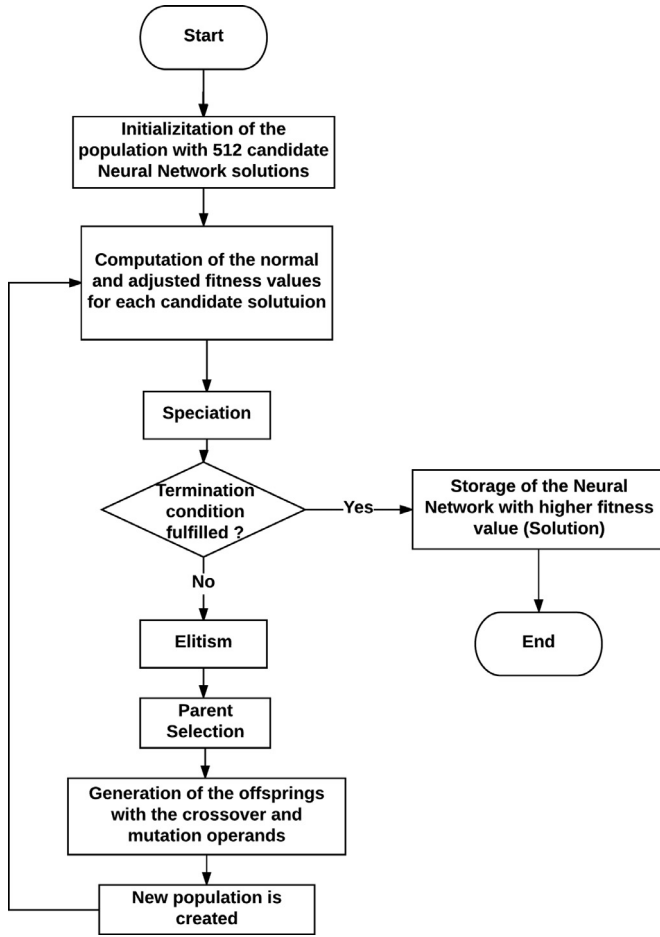 Start
Initializitation of the
population with 512 candidate
Neural Network solutions
Computation of the normal
and adjusted fitness values
for each candidate solutuion
Speciation
Termination
condition
fulfilled ?
Yes
Storage of the Neural
Network with higher fitness
value (Solution)
No
End
Elitism
Parent
Selection
Generation of the offsprings
with the crossover and
mutation operands
New population is
created